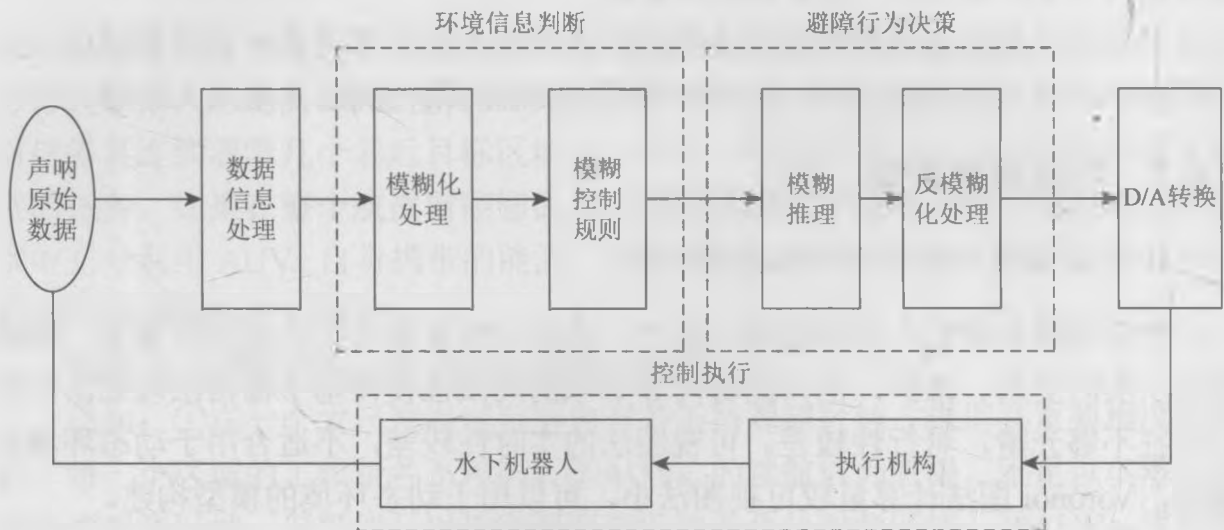 环境信息判断
避障行为决策
声呐
原始
数据
数据
信息
处理
模糊化
处理
模糊
控制
规则
模糊
推理
反模糊
化处理
D/A转换
控制执行
水下机器人
执行机构